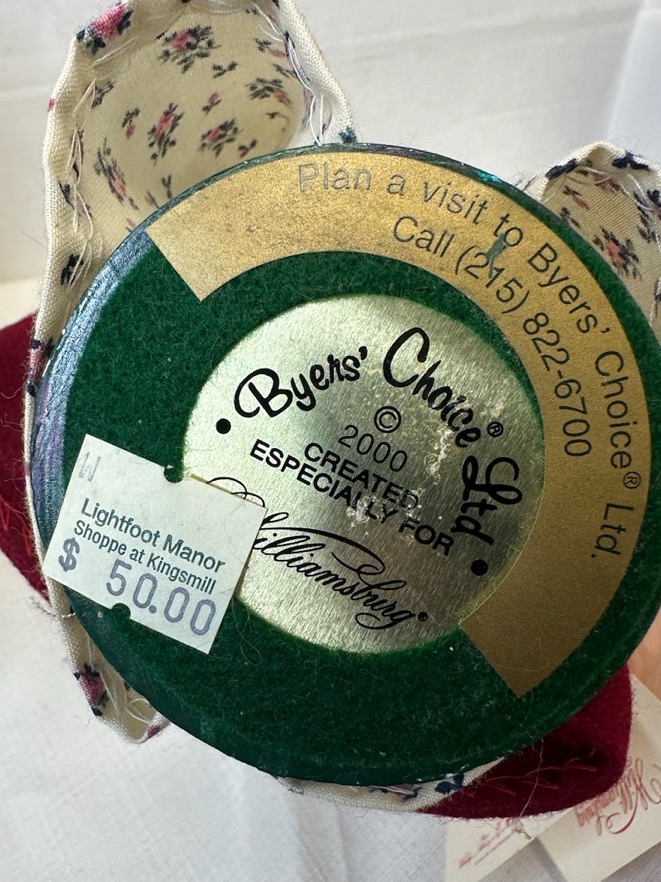 Plan a visit to Byers' Choice® Ltd.
Call (215) 822-6700
Byers' Choice® Ltd.
©
2000
CREATED
ESPECIALLY FOR
Williamsburg®
Lightfoot Manor
Shoppe at Kingsmill
$ 50.00